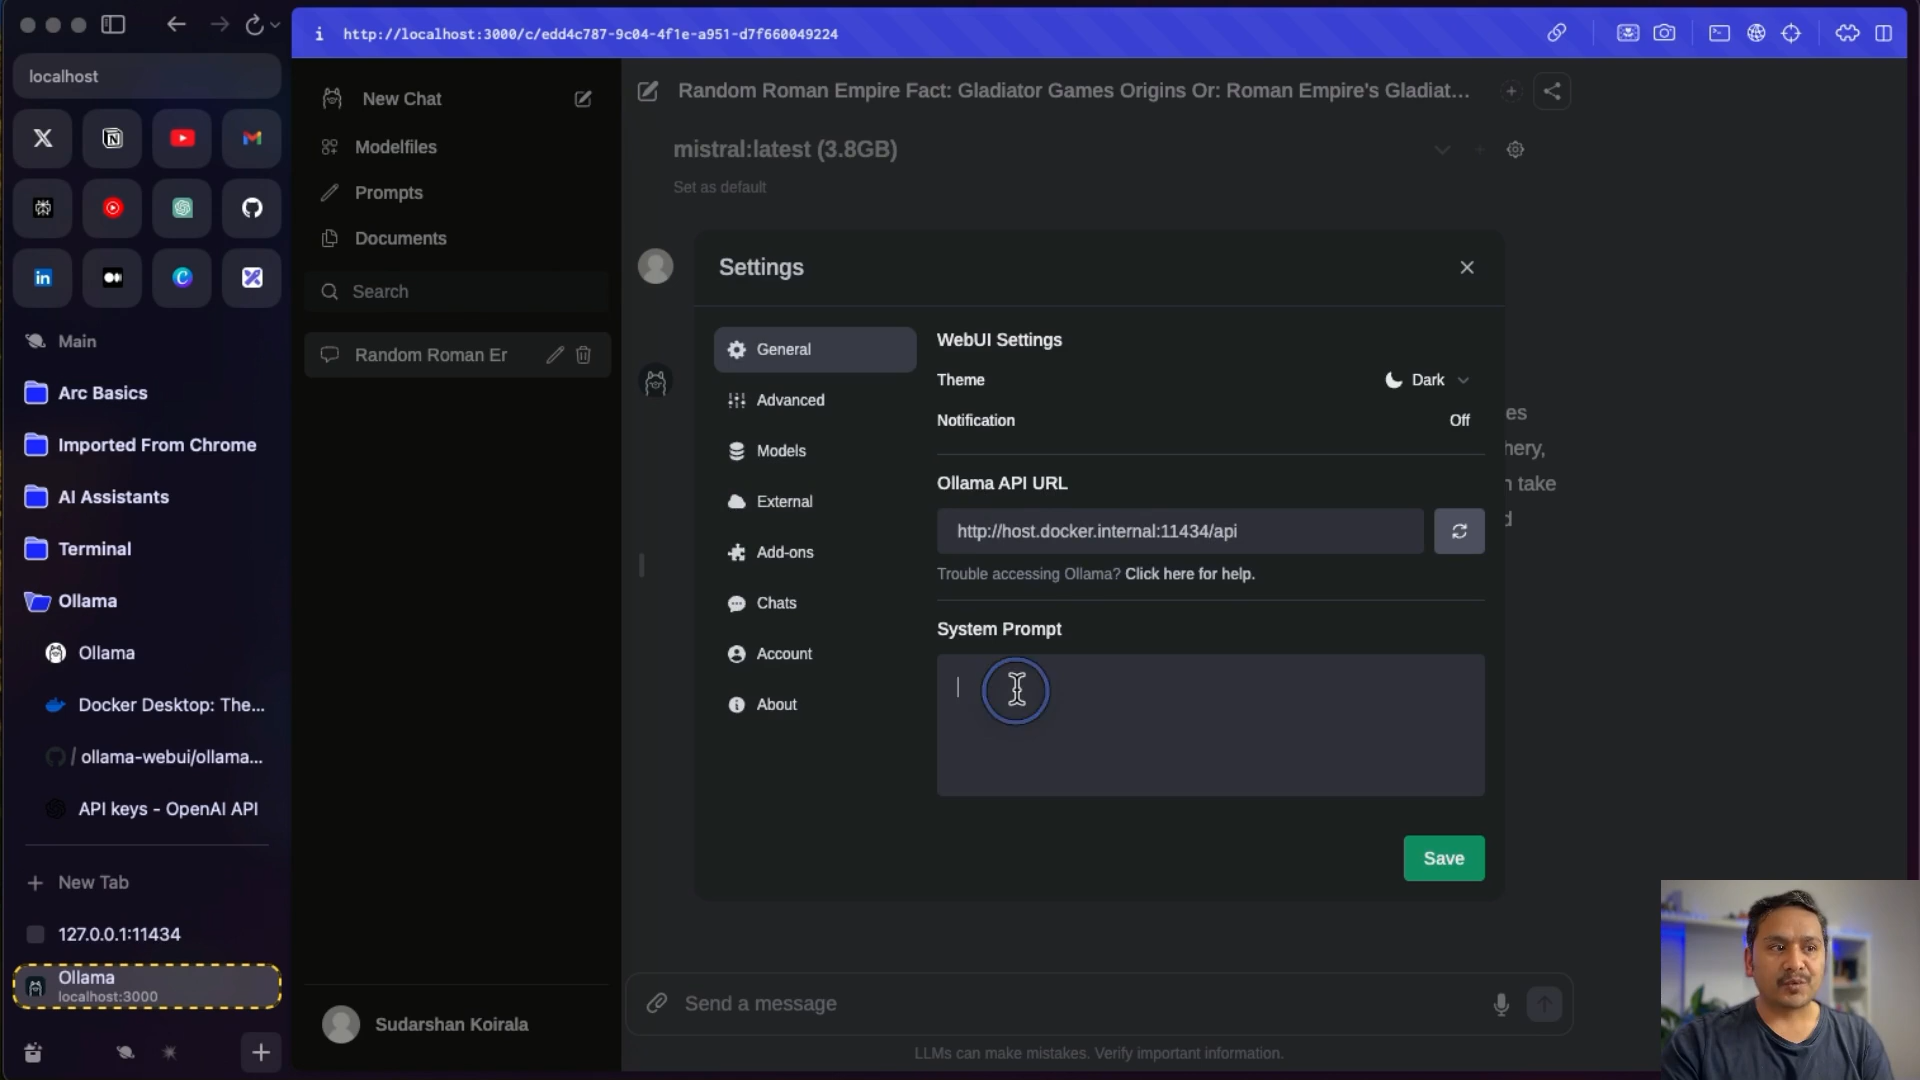 http://localhost:3000/c/edd4c787-9c04-4f1e-a951-d7f660049224
localhost
Main
Arc Basics
Imported From Chrome
AI Assistants
Terminal
Ollama
Ollama
Docker Desktop: The...
/ ollama-webui/ollama...
API keys - OpenAI API
New Tab
127.0.0.1:11434
Ollama
localhost:3000
New Chat
Modelfiles
Prompts
Documents
Search
Random Roman Er
Sudarshan Koirala
Random Roman Empire Fact: Gladiator Games Origins Or: Roman Empire's Gladiat...
mistral:latest (3.8GB)
Set as default
Settings
General
Advanced
Models
External
Add-ons
Chats
Account
About
WebUI Settings
Theme
Dark
Notification
Off
Ollama API URL
http://host.docker.internal:11434/api
Trouble accessing Ollama? Click here for help.
System Prompt
Save
take
Send a message
LLMs can make mistakes. Verify important information.